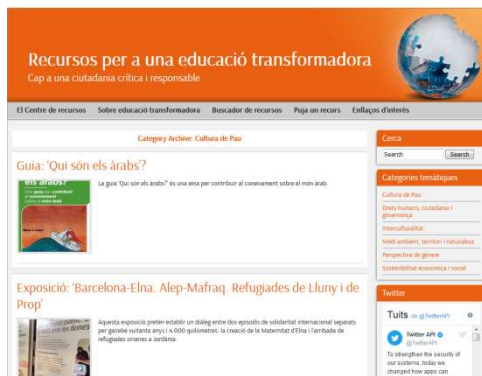 Recursos per a una educació transformadora
Cap a una ciutadania crítica i responsable
El Centre de recursos Sobre educació transformadora Buscador de recursos Puja un recurs Enllaços d'interès
Category Archive: Cultura de Pau
Guia: 'Qui són els àrabs'?
La guia 'Qui són els àrabs?' és una eina per contribuir al coneixement sobre el món àrab.
els àrabs?
Exposició: 'Barcelona-Elna. Alep-Mafraq. Refugiades de Lluny i de
Prop'
Aquesta exposició pretén establir un diàleg entre dos episodis de solidaritat internacional separats
per gairebé vuitanta anys i 4.000 quilòmetres: la creació de la Maternitat d'Elna i l'arribada de
refugiades sirianes a Jordània.
Cerca
Search Search
Categories temàtiques
Cultura de Pau
Drets humans, ciutadania i
governança
Interculturalitat
Medi ambient, territori i naturalesa
Perspectiva de gènere
Sostenibilitat econòmica i social
Twitter
Tuits de @TwitterAPI
Twitter API
@TwitterAPI
To strengthen the security of
our systems, today we
changed how apps can